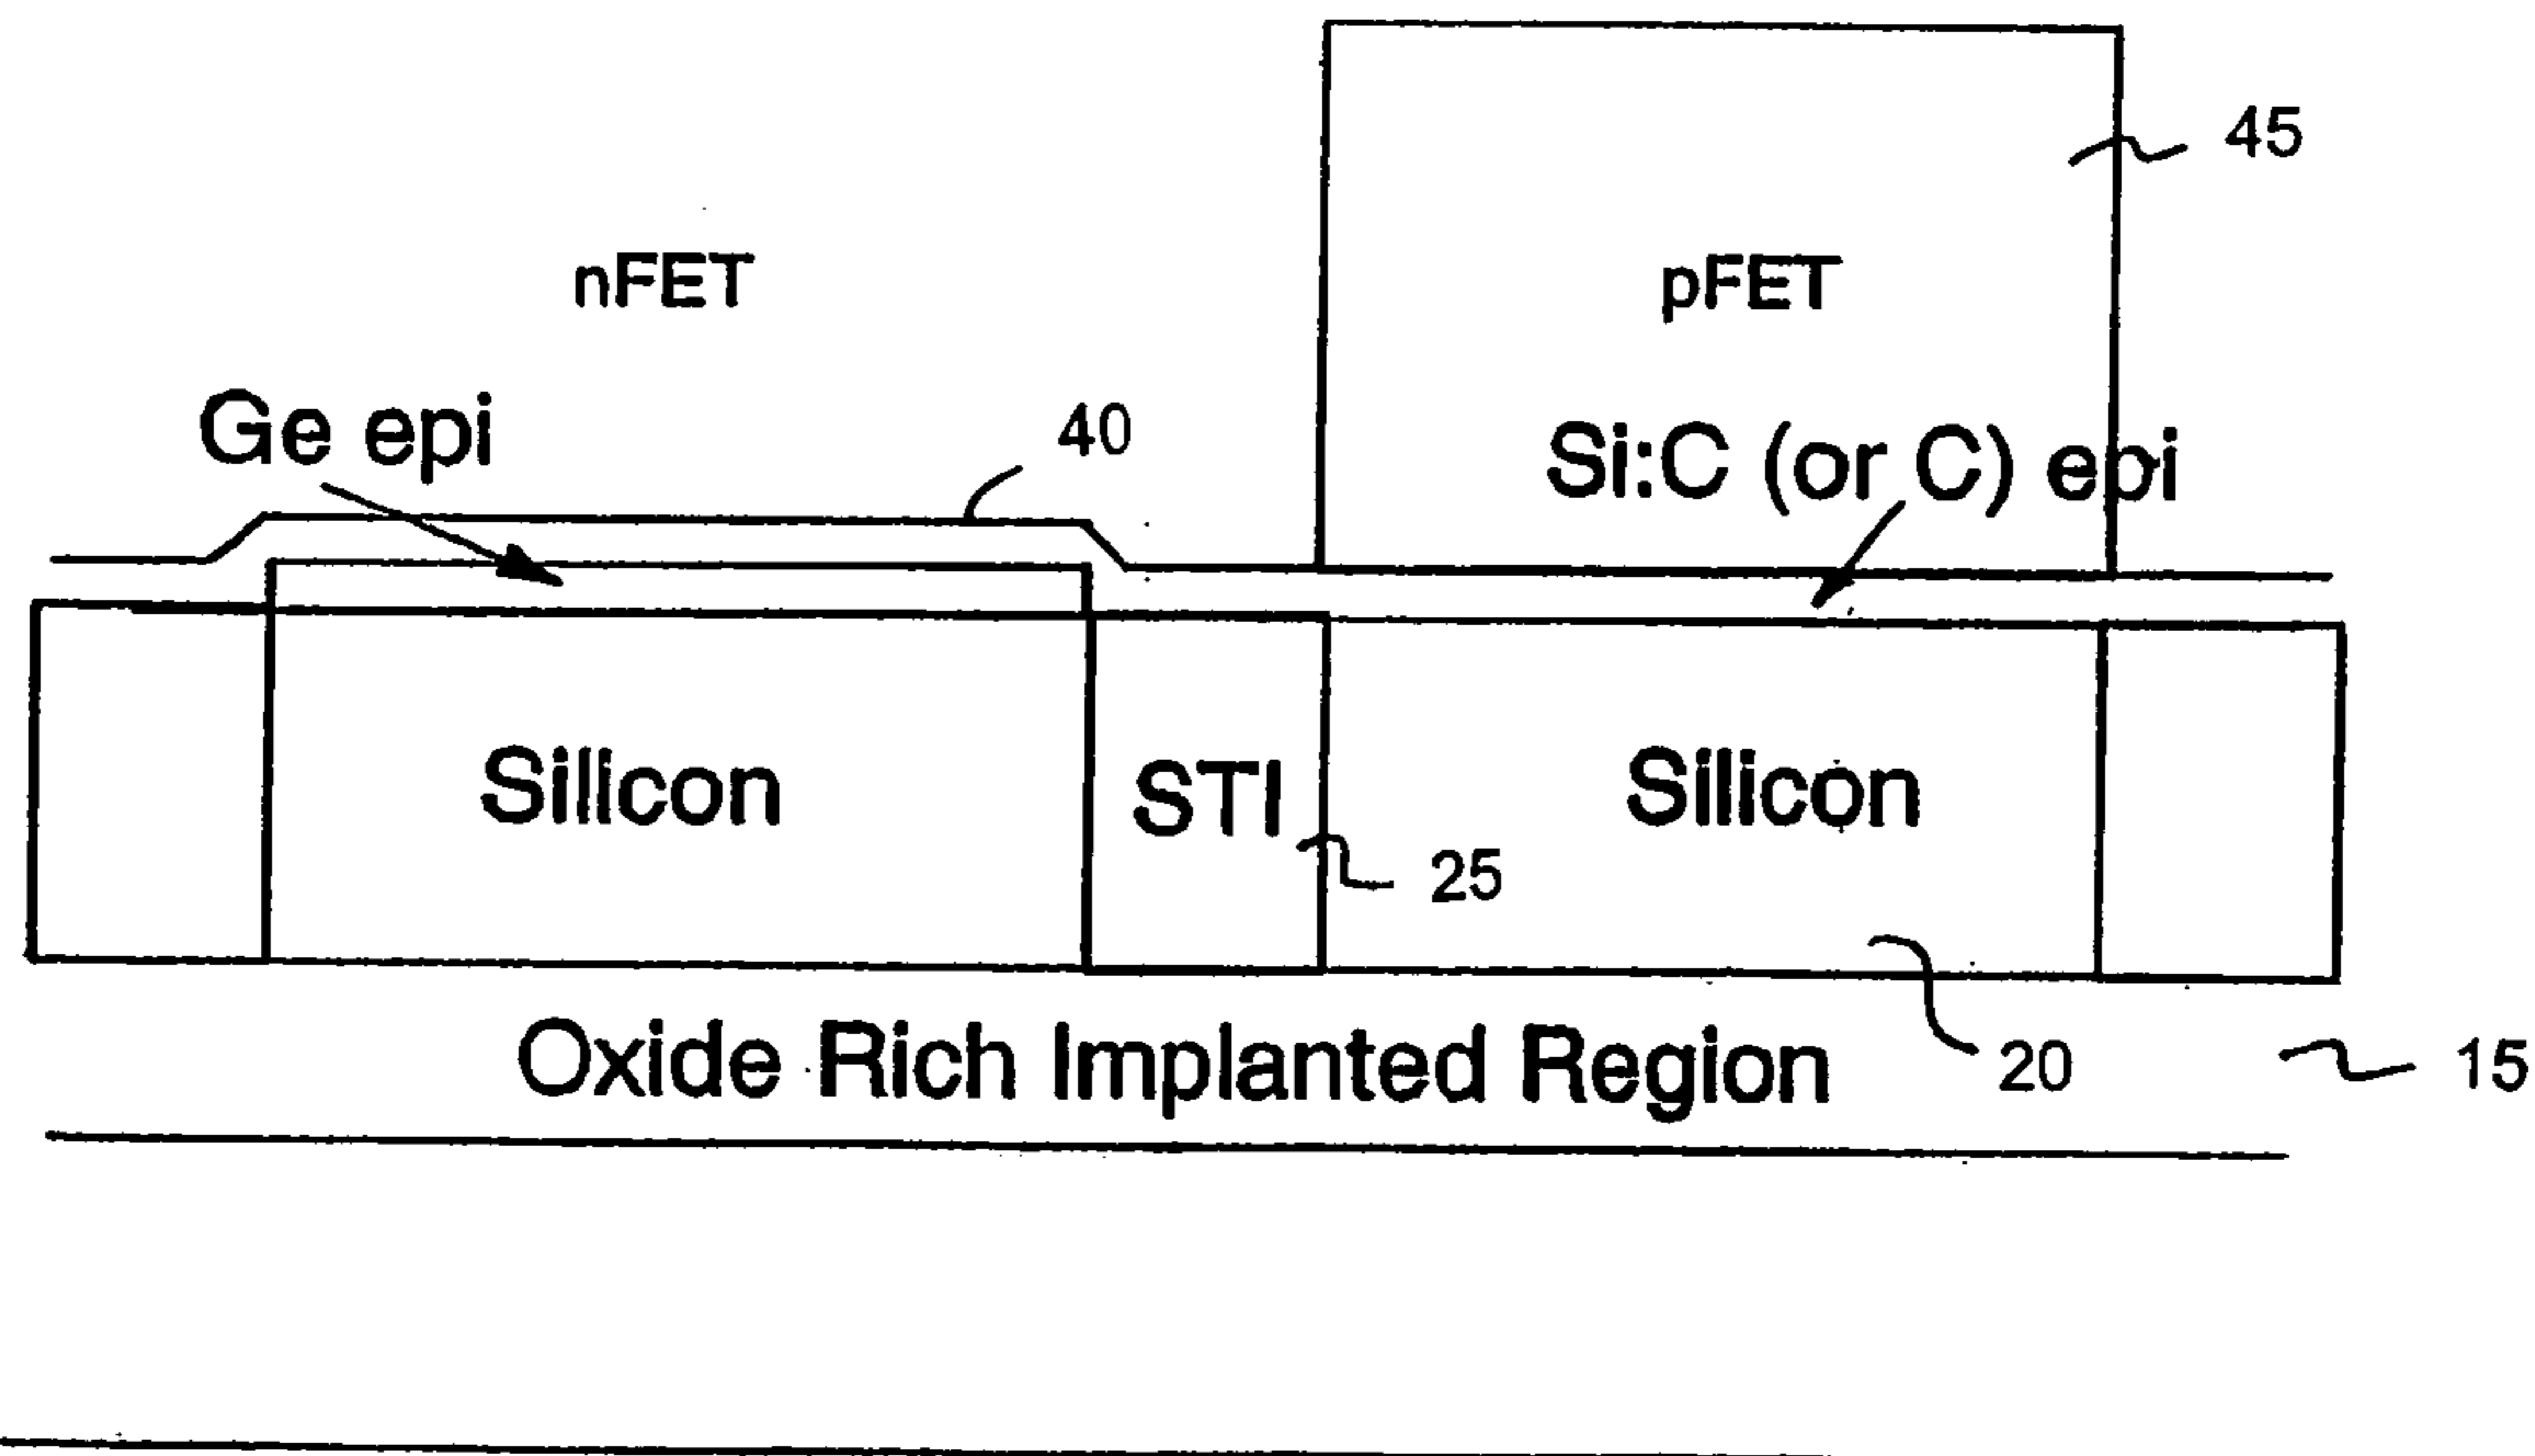 45
nFET
pFET
Ge epi
40
Si:C (or C) epi
Silicon
STI
Silicon
25
Oxide Rich Implanted Region
20
15